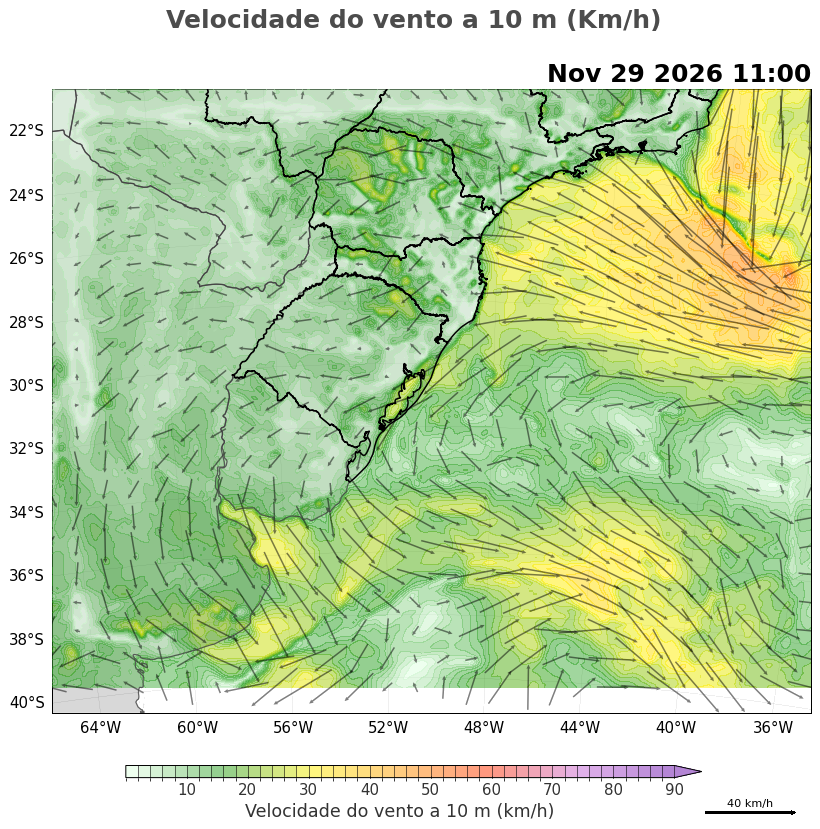 Velocidade do vento a 10 m (Km/h)
Nov 29 2026 11:00
22°S
24°S
26°S
28°S
30°S
32°S
34°S
36°S
38°S
40°S
64°W 60°W 56°W 52°W 48°W 44°W 40°W 36°W
10 20 30 40 50 60 70 80 90
Velocidade do vento a 10 m (km/h)
40 km/h